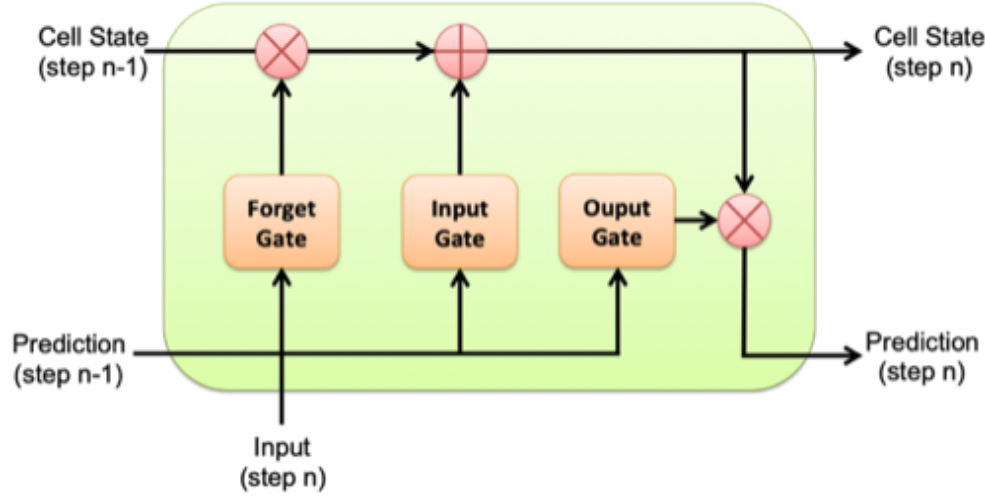 Cell State
(step n-1)
Cell State
(step n)
Forget
Gate
Input
Gate
Ouput
Gate
Prediction
(step n-1)
Prediction
(step n)
Input
(step n)